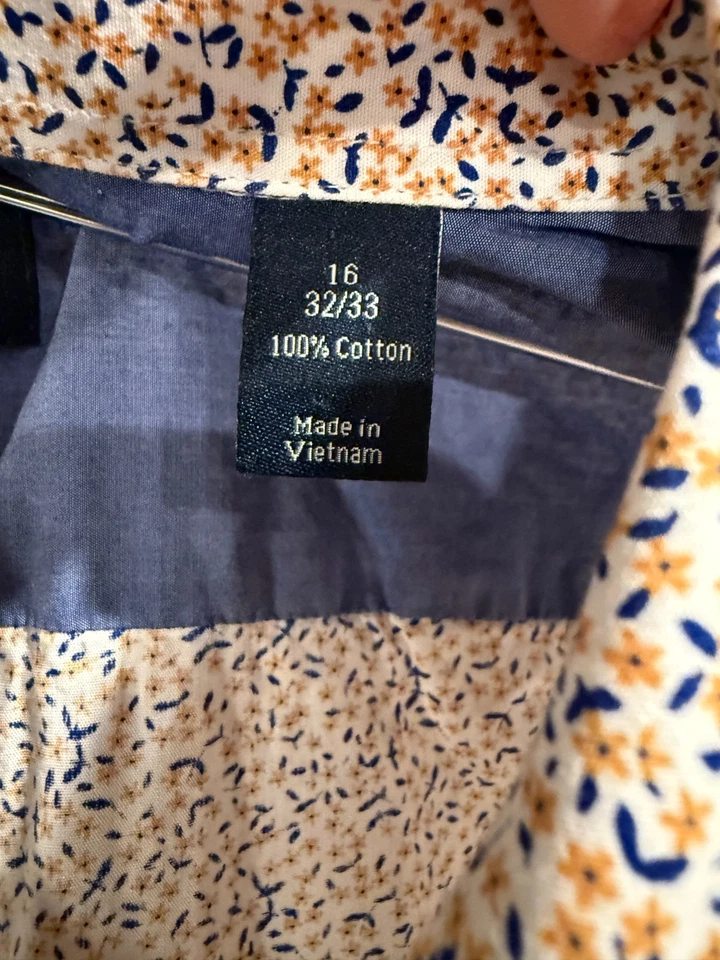 16
32/33
100% Cotton
Made in
Vietnam